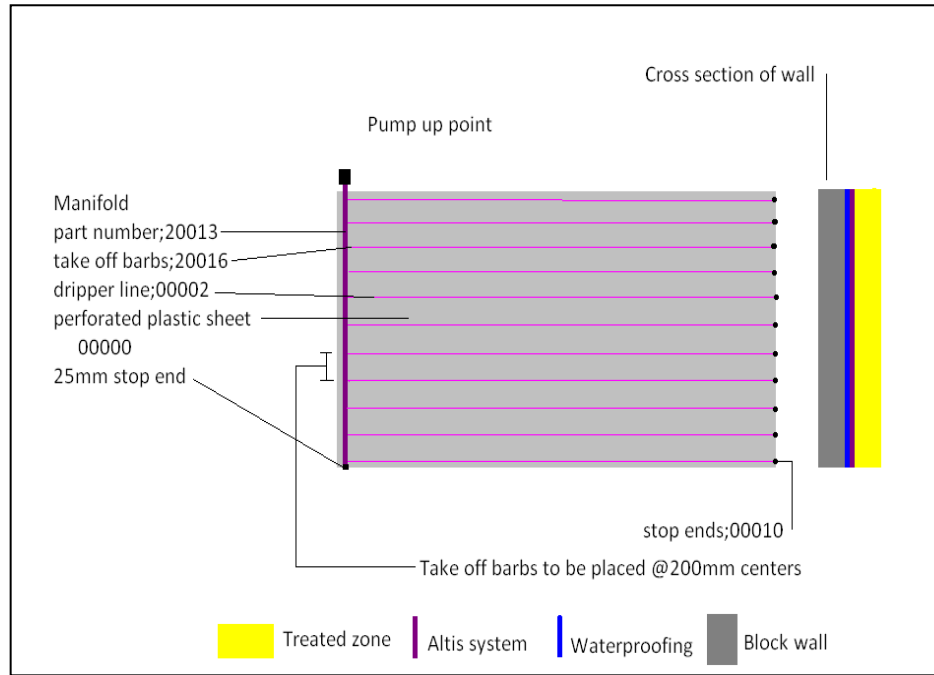 Cross section of wall
Pump up point
Manifold
part number;20013
take off barbs;20016
dripper line;00002
perforated plastic sheet
00000
25mm stop end
stop ends;00010
Take off barbs to be placed @200mm centers
Treated zone
Altis system
Waterproofing
Block wall